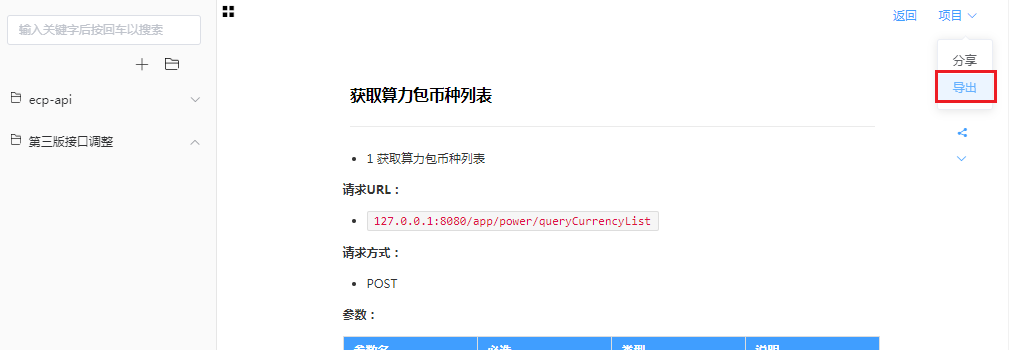 输入关键字后按回车以搜索
返回 项目
分享
导出
ecp-api
第三版接口调整
获取算力包币种列表
1 获取算力包币种列表
请求URL：
127.0.0.1:8080/app/power/queryCurrencyList
请求方式：
POST
参数：
参数名 必选 类型 说明